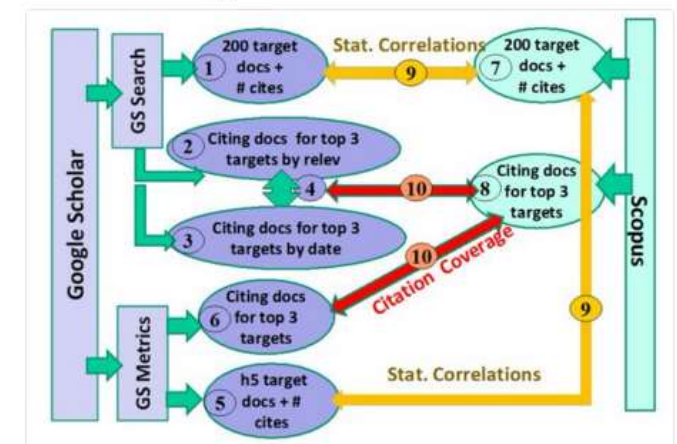 Google Scholar
GS Search
GS Metrics
1
200 target
docs +
# cites
Stat. Correlations
9
7
200 target
docs +
# cites
2
Citing docs for top 3
targets by relev
4
10
8
Citing docs
for top 3
targets
3
Citing docs for top 3
targets by date
10
Citation Coverage
6
Citing docs
for top 3
targets
9
5
h5 target
docs + #
cites
Stat. Correlations
Scopus